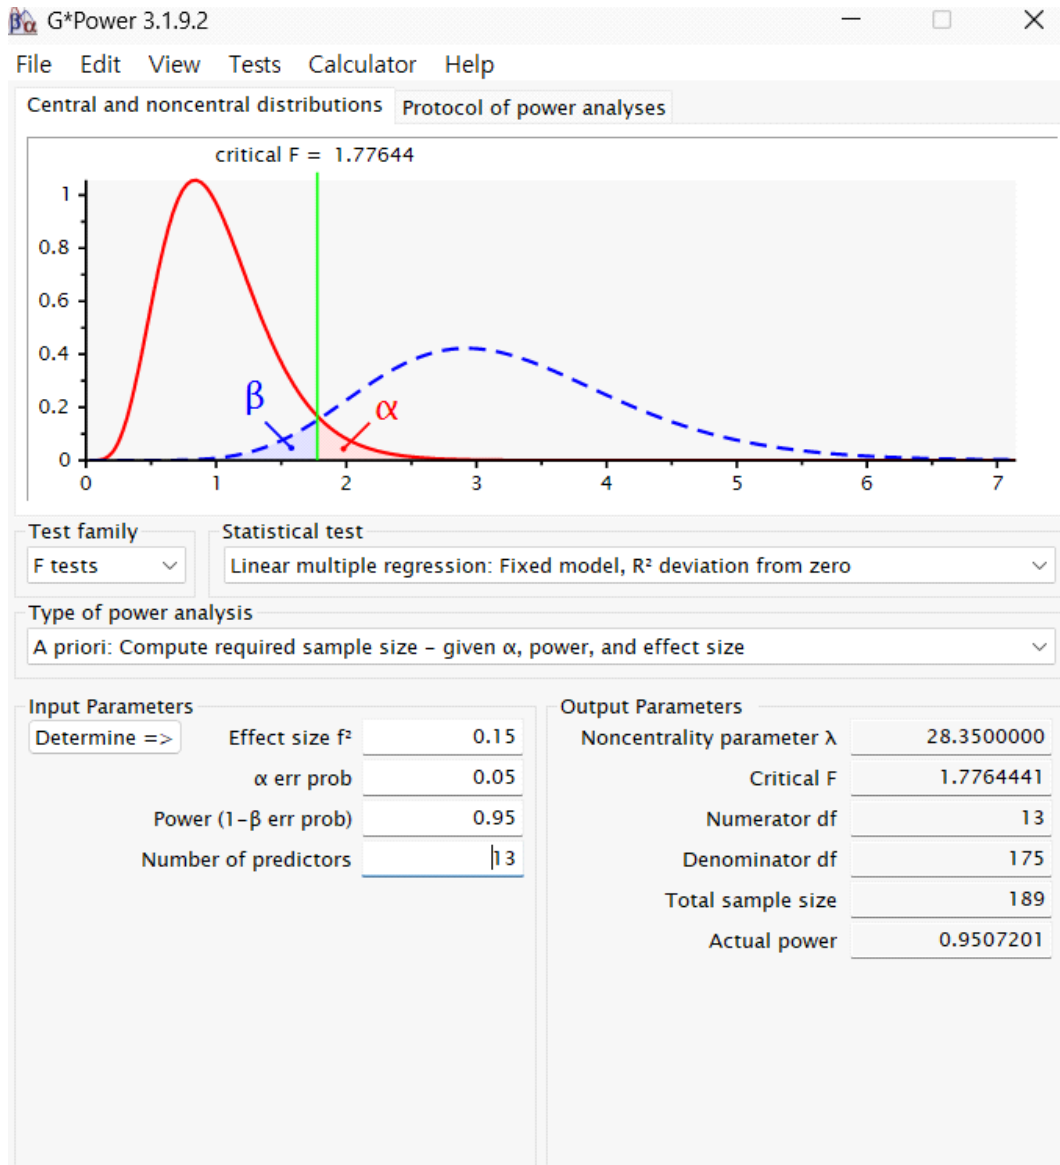 G*Power 3.1.9.2
File Edit View Tests Calculator Help
Central and noncentral distributions Protocol of power analyses
critical F = 1.77644
1
0.8
0.6
0.4
0.2
0
β
α
0 1 2 3 4 5 6 7
Test family Statistical test
F tests Linear multiple regression: Fixed model, R² deviation from zero
Type of power analysis
A priori: Compute required sample size – given α, power, and effect size
Input Parameters Output Parameters
Determine => Effect size f² 0.15 Noncentrality parameter λ 28.3500000
α err prob 0.05 Critical F 1.7764441
Power (1-β err prob) 0.95 Numerator df 13
Number of predictors 13 Denominator df 175
Total sample size 189
Actual power 0.9507201